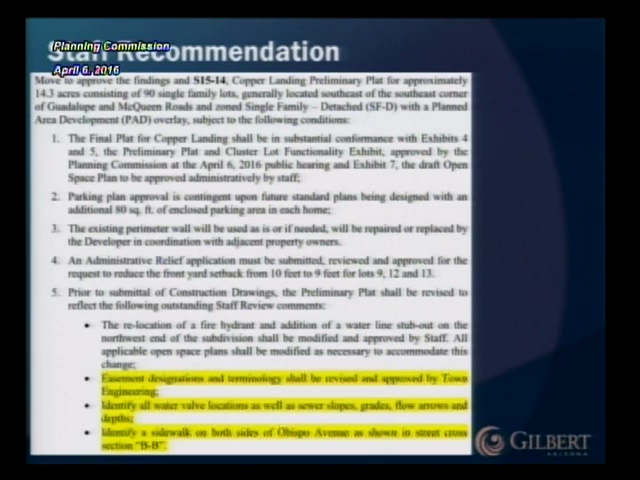 Staff Recommendation
Planning Commission
April 6, 2016
Move to approve the findings and S15-14, Copper Landing Preliminary Plat for approximately
14.3 acres consisting of 90 single family lots, generally located southeast of the southeast corner
of Guadalupe and McQueen Roads and zoned Single Family – Detached (SF-D) with a Planned
Area Development (PAD) overlay, subject to the following conditions:
1. The Final Plat for Copper Landing shall be in substantial conformance with Exhibits 4
and 5, the Preliminary Plat and Cluster Lot Functionality Exhibit, approved by the
Planning Commission at the April 6, 2016 public hearing and Exhibit 7, the draft Open
Space Plan to be approved administratively by staff;
2. Parking plan approval is contingent upon future standard plans being designed with an
additional 80 sq. ft. of enclosed parking area in each home;
3. The existing perimeter wall will be used as is or if needed, will be repaired or replaced by
the Developer in coordination with adjacent property owners.
4. An Administrative Relief application must be submitted, reviewed and approved for the
request to reduce the front yard setback from 10 feet to 9 feet for lots 9, 12 and 13.
5. Prior to submittal of Construction Drawings, the Preliminary Plat shall be revised to
reflect the following outstanding Staff Review comments:
• The re-location of a fire hydrant and addition of a water line stub-out on the
northwest end of the subdivision shall be modified and approved by Staff. All
applicable open space plans shall be modified as necessary to accommodate this
change;
• Easement designations and terminology shall be revised and approved by Town
Engineering;
• Identify all water valve locations as well as sewer slopes, grades, flow arrows and
depths;
• Identify a sidewalk on both sides of Obispo Avenue as shown in street cross
section "B-B".
GILBERT
ARIZONA